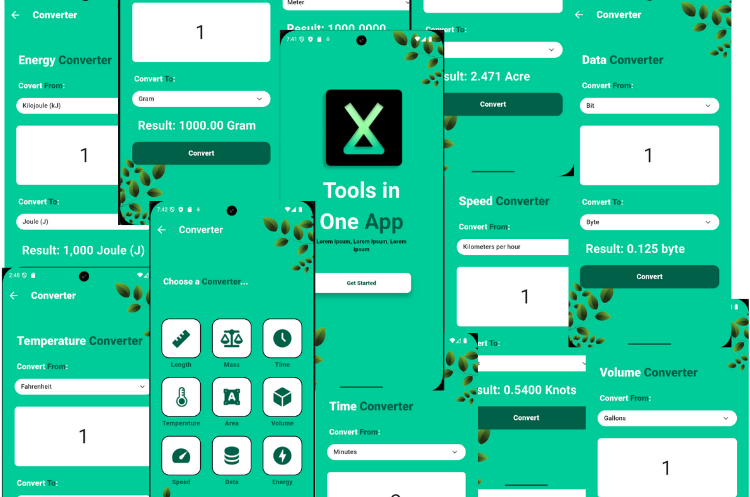 Converter
Energy Converter
Covert From:
Kilojoule (kJ)
1
Convert To:
Joule (J)
Result: 1,000 Joule (J)
1
Convert To:
Gram
Result: 1000.00 Gram
Convert
Meter
Result: 1000.0000
7:41
Tools in
One App
Lorem Ipsum, Lorem Ipsum, Lorem
Ipsum
Get Started
To:
sult: 2.471 Acre
Convert
Converter
Data Converter
Convert From:
Bit
1
Convert To:
Byte
Result: 0.125 byte
Convert
Speed Converter
Convert From:
Kilometers per hour
1
To:
sult: 0.5400 Knots
Convert
7:42
Converter
Choose a Converter...
Length
Mass
Time
Temperature
A
Area
Volume
Speed
Data
Energy
2:48
Converter
Temperature Converter
Convert From:
Fahrenheit
1
Convert To:
Time Converter
Convert From:
Minutes
Volume Converter
Convert From:
Gallons
1